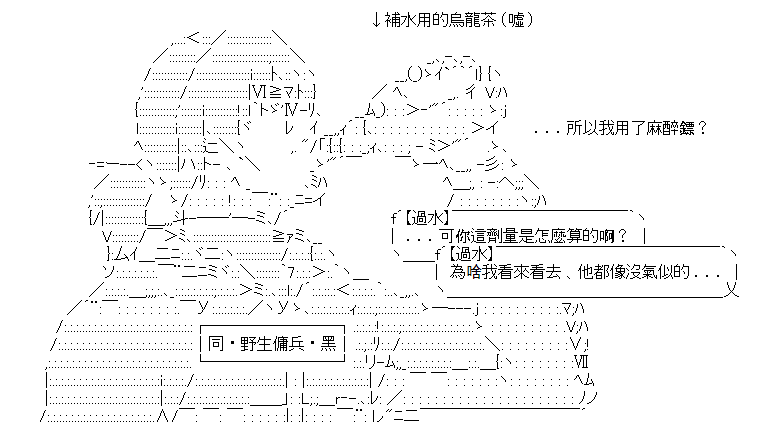 ↓補水用的烏龍茶（噓）
...所以我用了麻醉鏢？
【過水】
...可你這劑量是怎麼算的啊？
【過水】
為啥我看來看去、他都像沒氣似的...
同・野生傭兵・黑